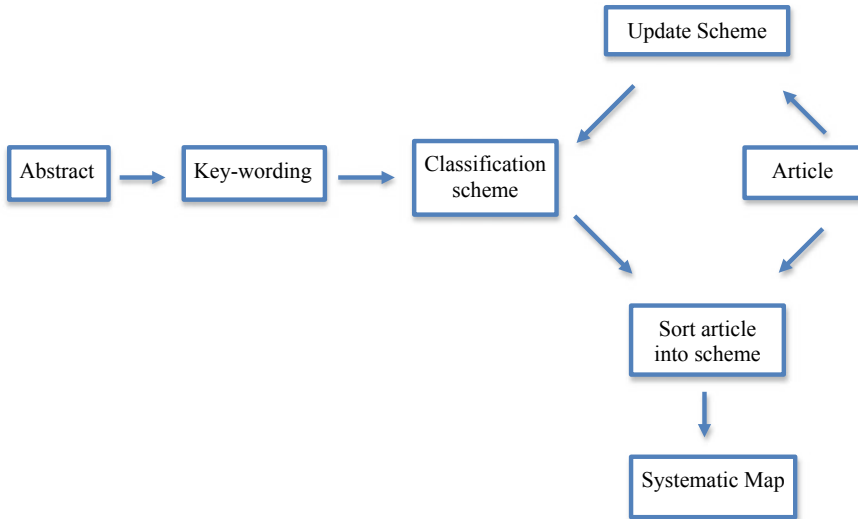 Update Scheme
Abstract
Key-wording
Classification
scheme
Article
Sort article
into scheme
Systematic Map